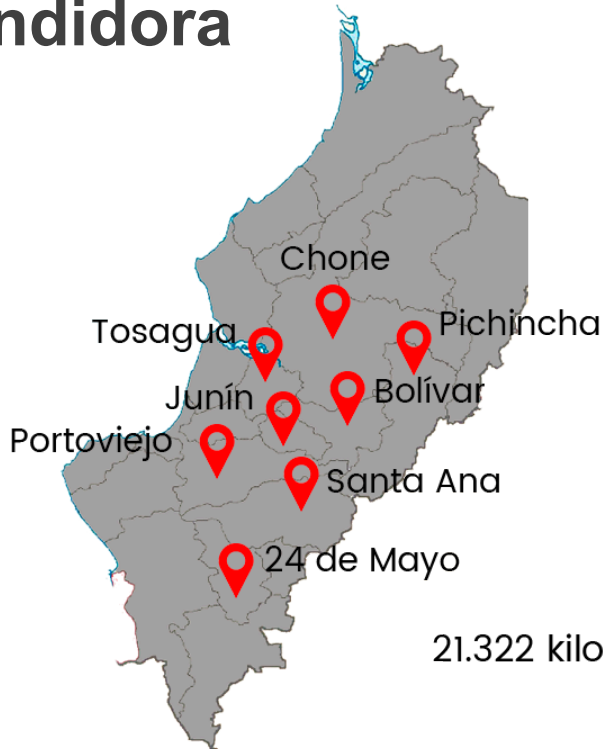 ndidora
Chone
Pichincha
Tosagua
Bolívar
Junín
Portoviejo
Santa Ana
24 de Mayo
21.322 kilo